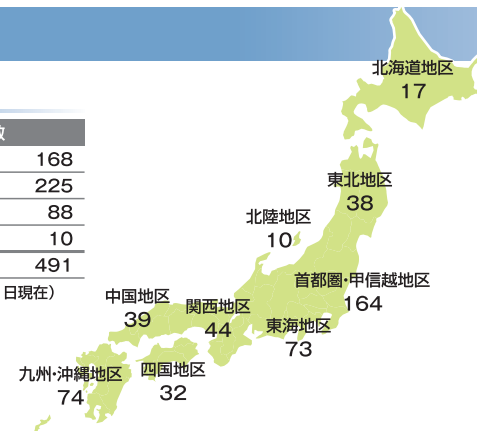 数
168
225
88
10
491
日現在）
北海道地区
17
東北地区
38
北陸地区
10
首都圏・甲信越地区
164
中国地区
39
関西地区
44
東海地区
73
九州・沖縄地区
74
四国地区
32